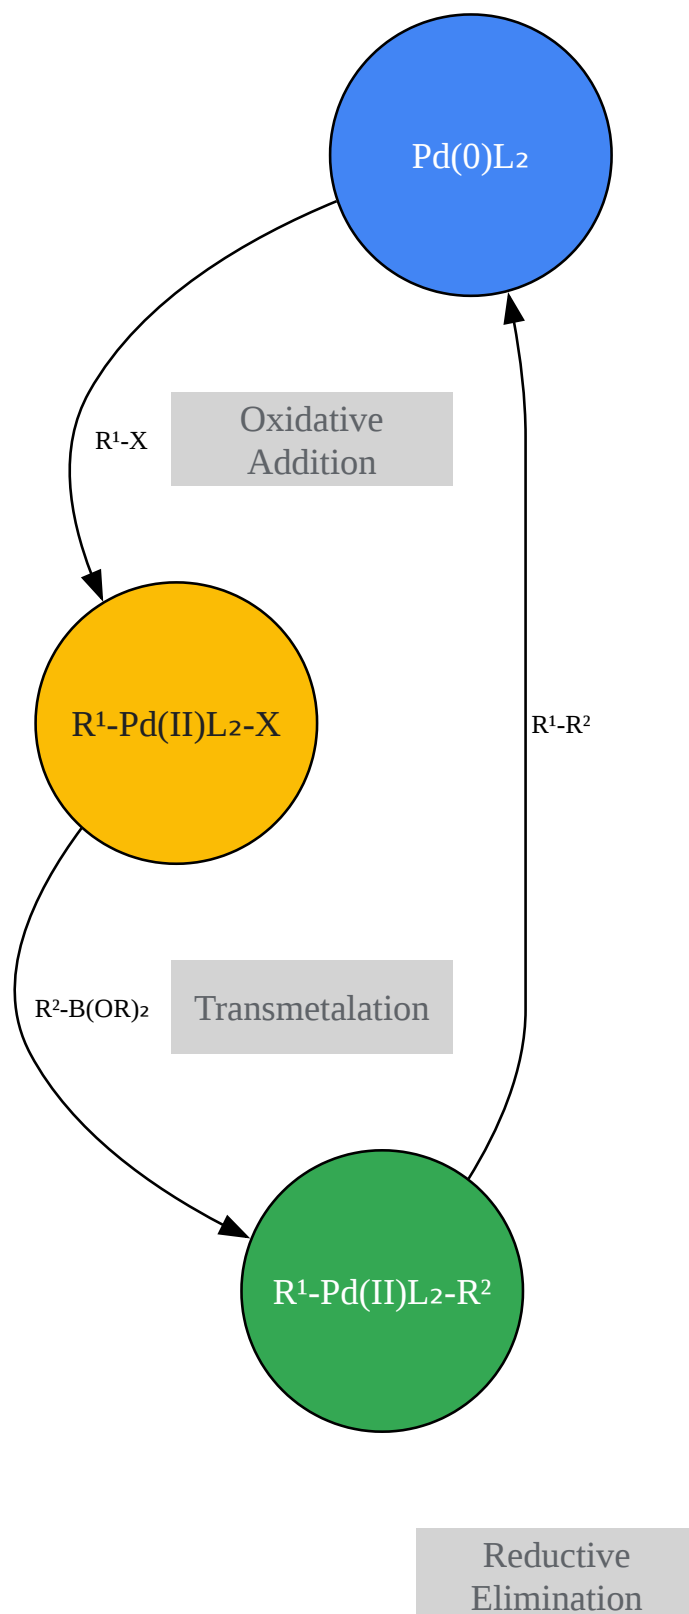 Pd(0)L₂
Oxidative
Addition
R¹-X
R¹-Pd(II)L₂-X
R¹-R²
Transmetalation
R²-B(OR)₂
R¹-Pd(II)L₂-R²
Reductive
Elimination